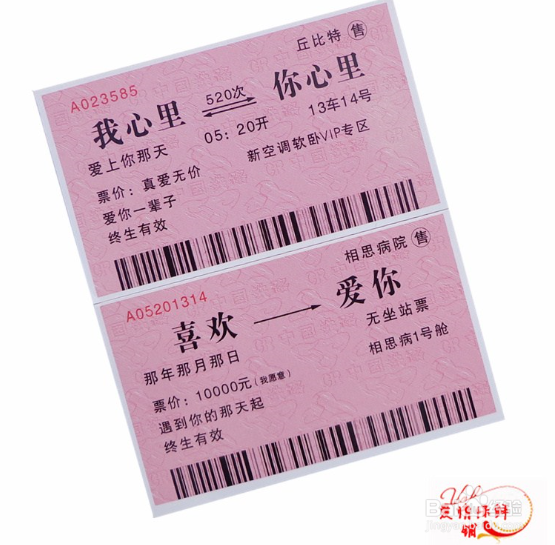 A023585
丘比特 售
我心里 520次 你心里
爱上你那天 05：20开 13车14号
票价：真爱无价 新空调软卧VIP专区
爱你一辈子
终生有效
A05201314
相思病院 售
喜欢 爱你
那年那月那日 无坐站票
票价：10000元（我愿意） 相思病1号舱
遇到你的那天起
终生有效
爱情保鲜
销